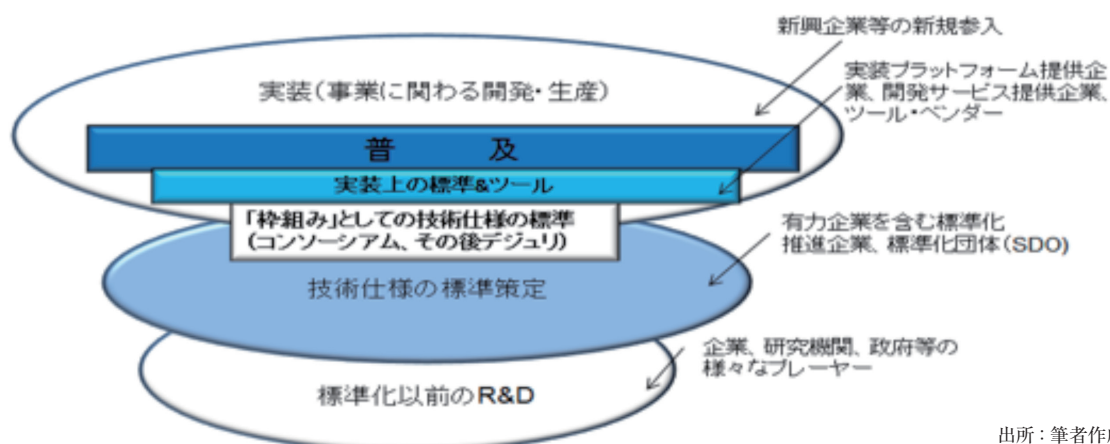 新興企業等の新規参入
実装(事業に関わる開発・生産)
実装プラットフォーム提供企
業、開発サービス提供企業、
ツール・ベンダー
普 及
実装上の標準&ツール
「枠組み」としての技術仕様の標準
(コンソーシアム、その後デジュリ)
有力企業を含む標準化
推進企業、標準化団体(SDO)
技術仕様の標準策定
企業、研究機関、政府等の
様々なプレーヤー
標準化以前のR&D
出所:筆者作